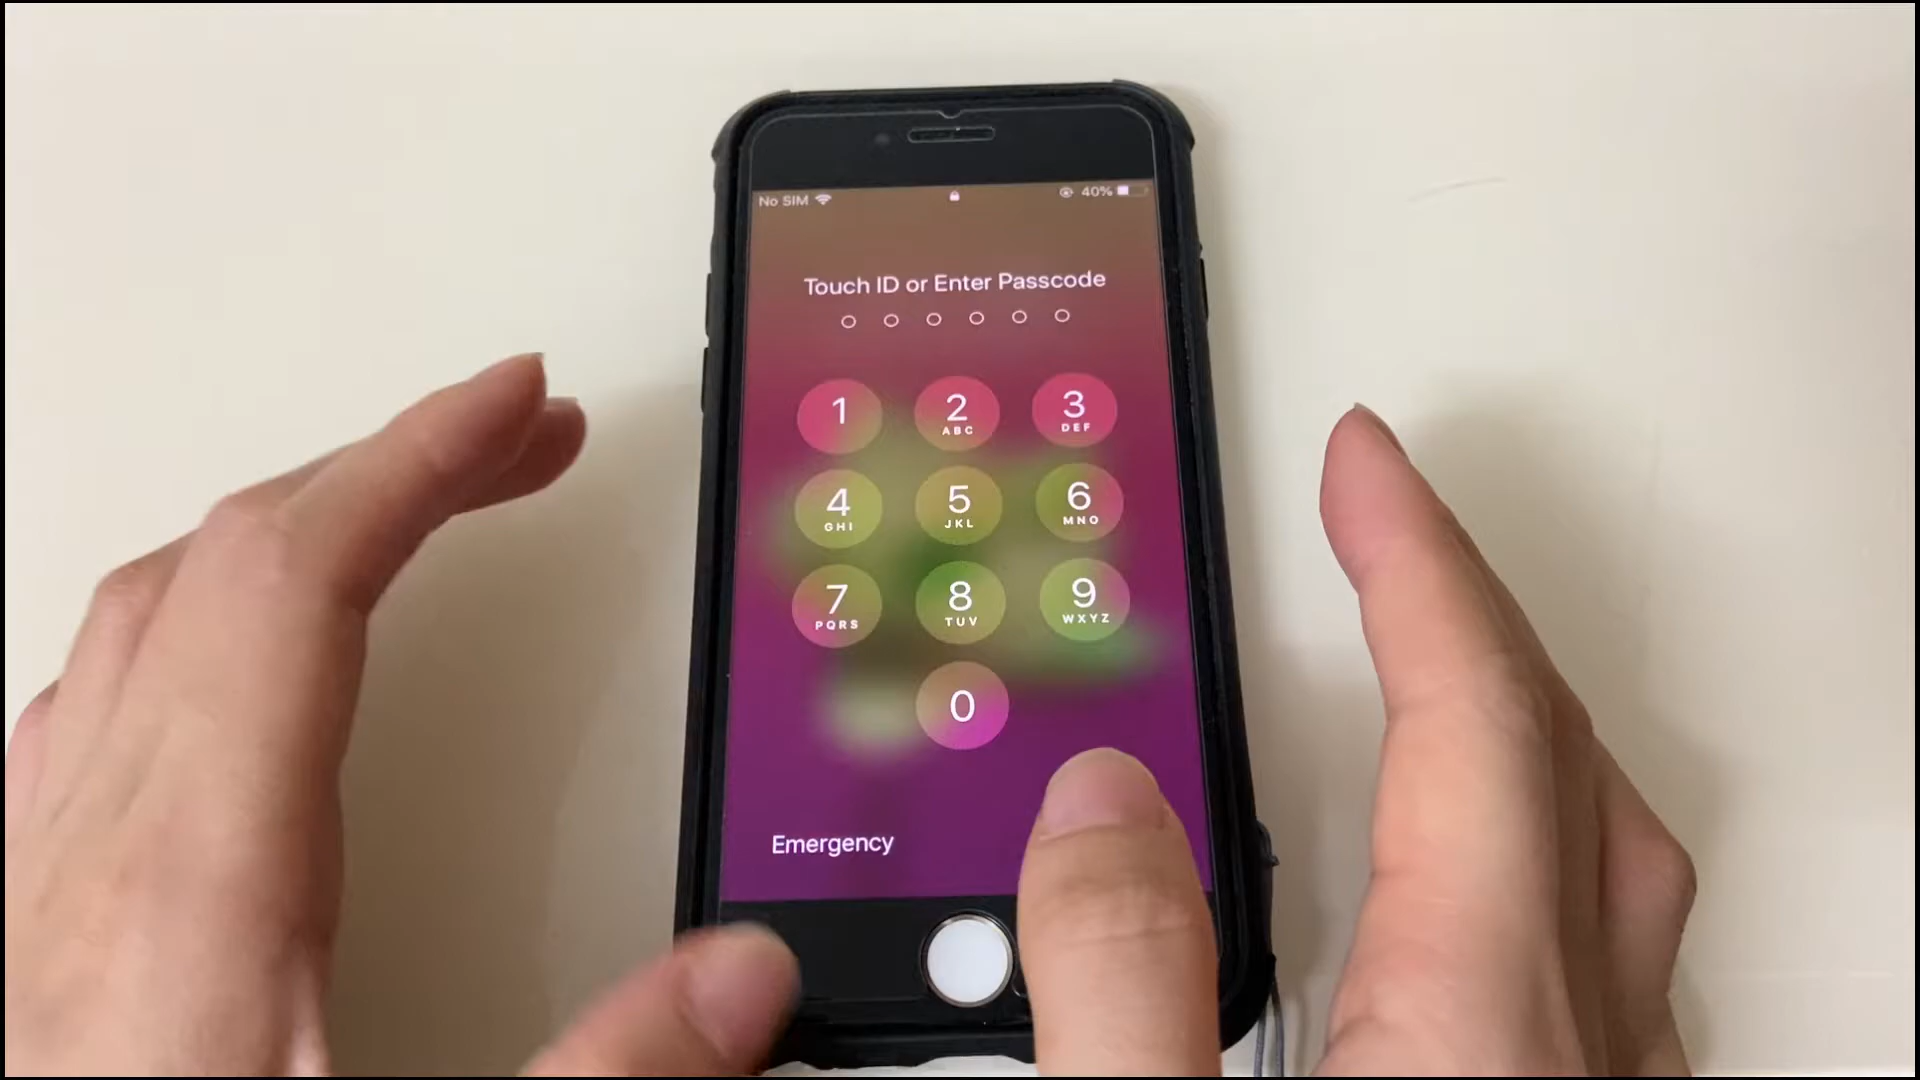 No SIM 40%
Touch ID or Enter Passcode
1 2 3
ABC DEF
4 5 6
GHI JKL MNO
7 8 9
PQRS TUV WXYZ
0
Emergency